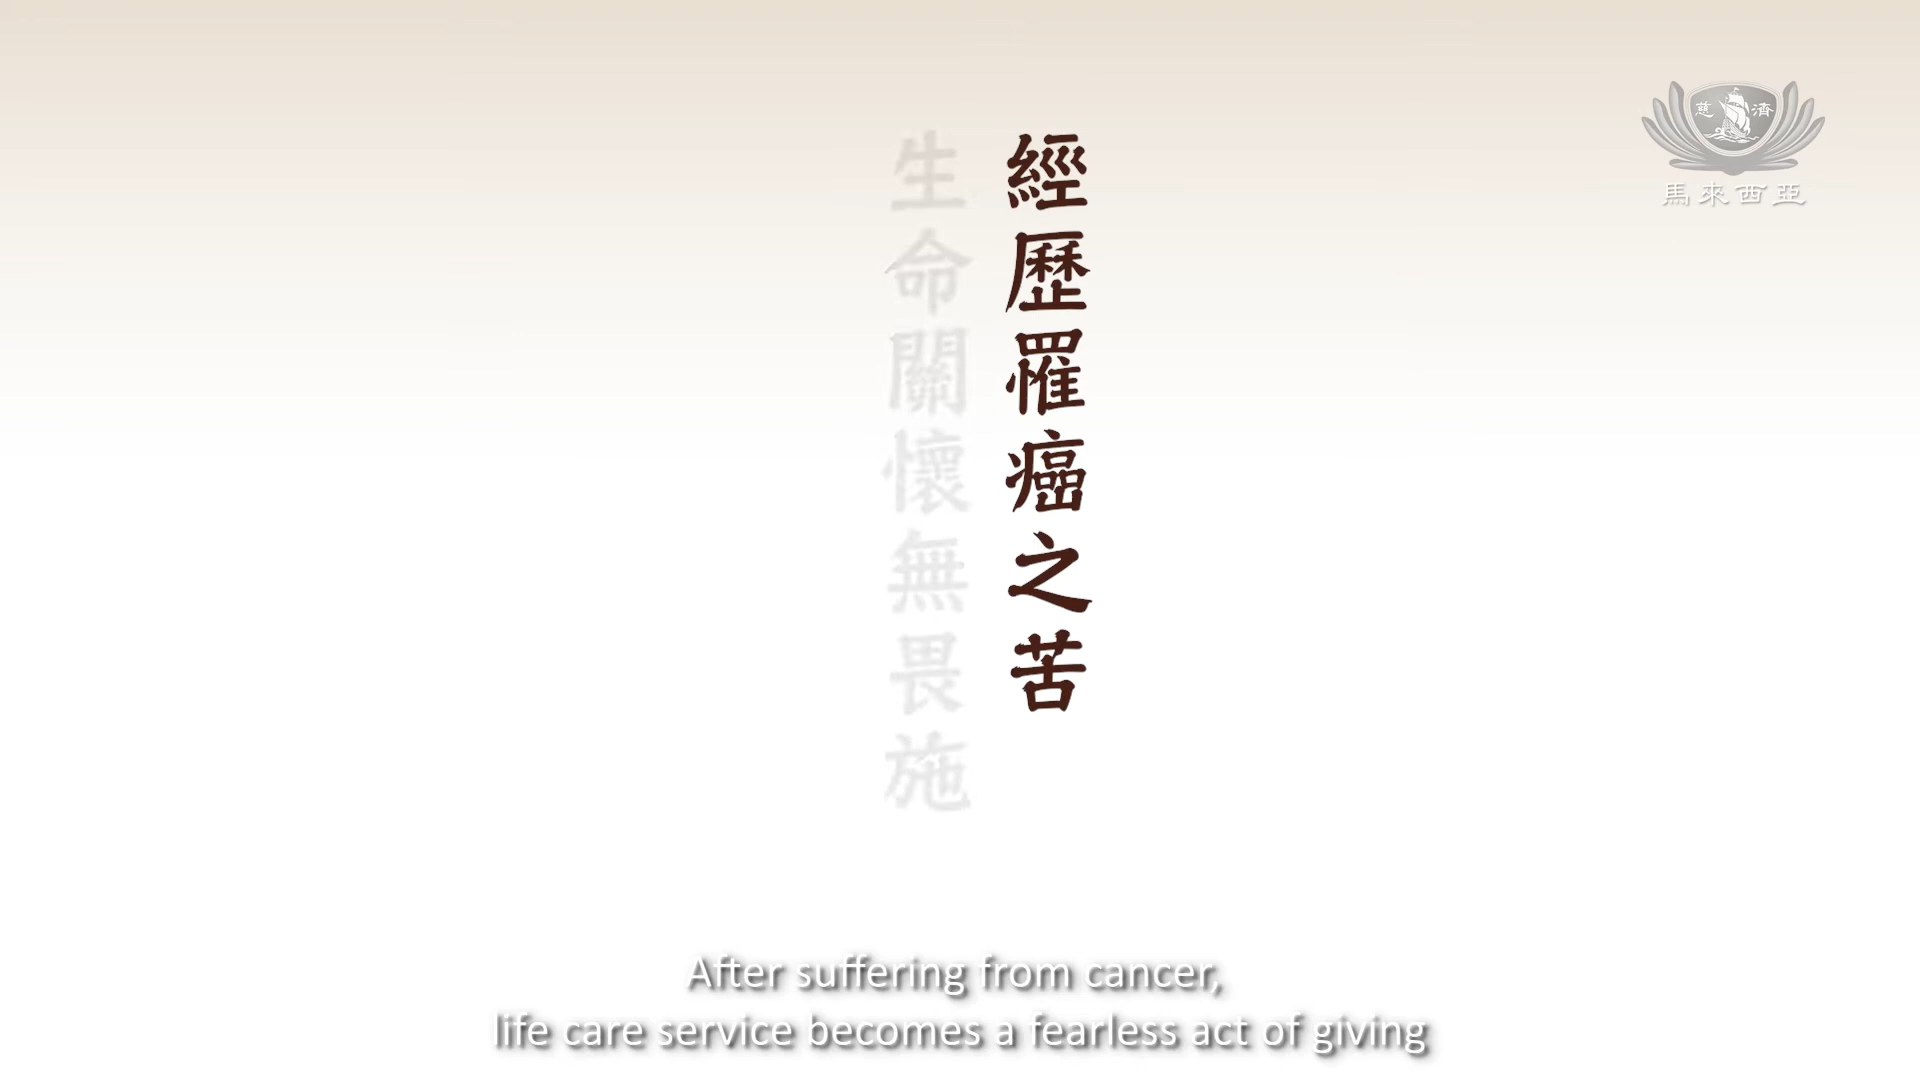 經歷罹癌之苦
生命關懷無畏施
慈濟
馬來西亞
After suffering from cancer,
life care service becomes a fearless act of giving